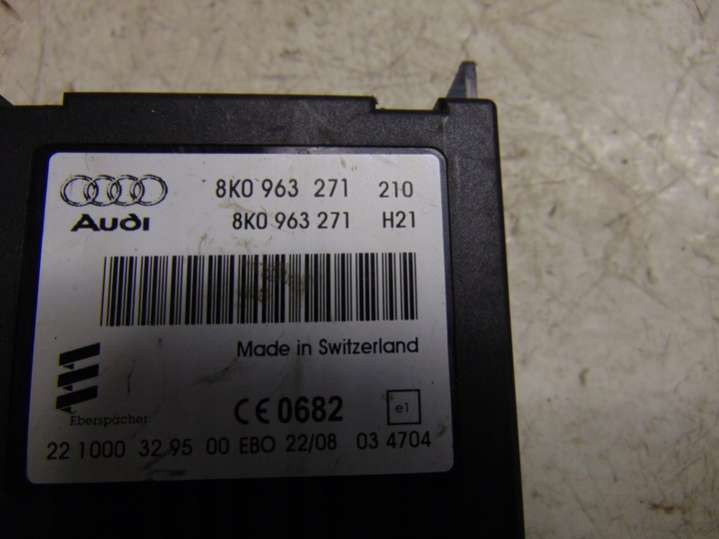 8K0 963 271 210
Audi 8K0 963 271 H21
Made in Switzerland
Eberspächer CE 0682 e1
22 1000 32 95 00 EBO 22/08 03 4704